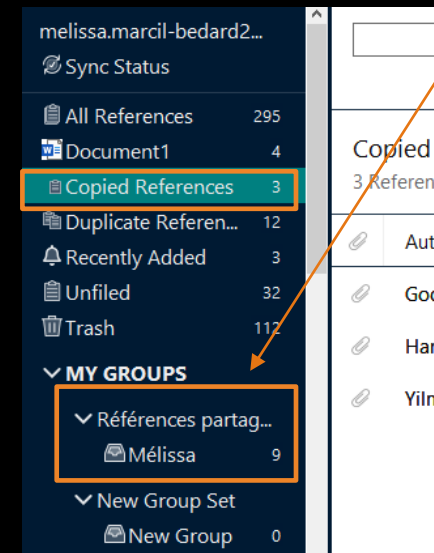 melissa.marcil-bedard2...
Sync Status
All References 295
Document1 4
Copied References 3
Duplicate Referen... 12
Recently Added 3
Unfiled 32
Trash 112
MY GROUPS
Références partag...
Mélissa 9
New Group Set
New Group 0
Copied
3 Referen
Aut
Har